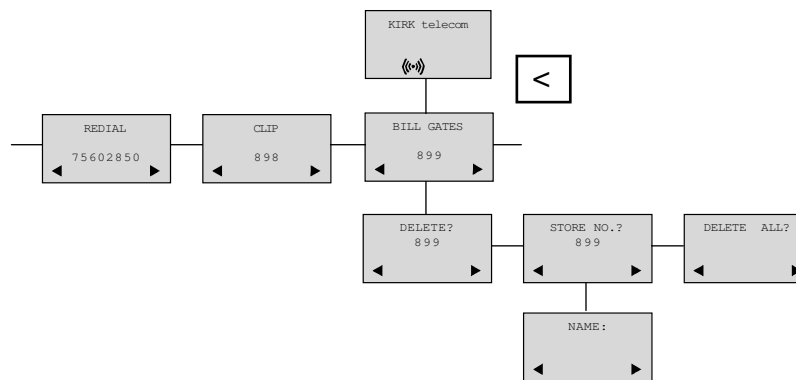 KIRK telecom
<
REDIAL
75602850
CLIP
898
BILL GATES
899
DELETE?
899
STORE NO.?
899
DELETE ALL?
NAME: